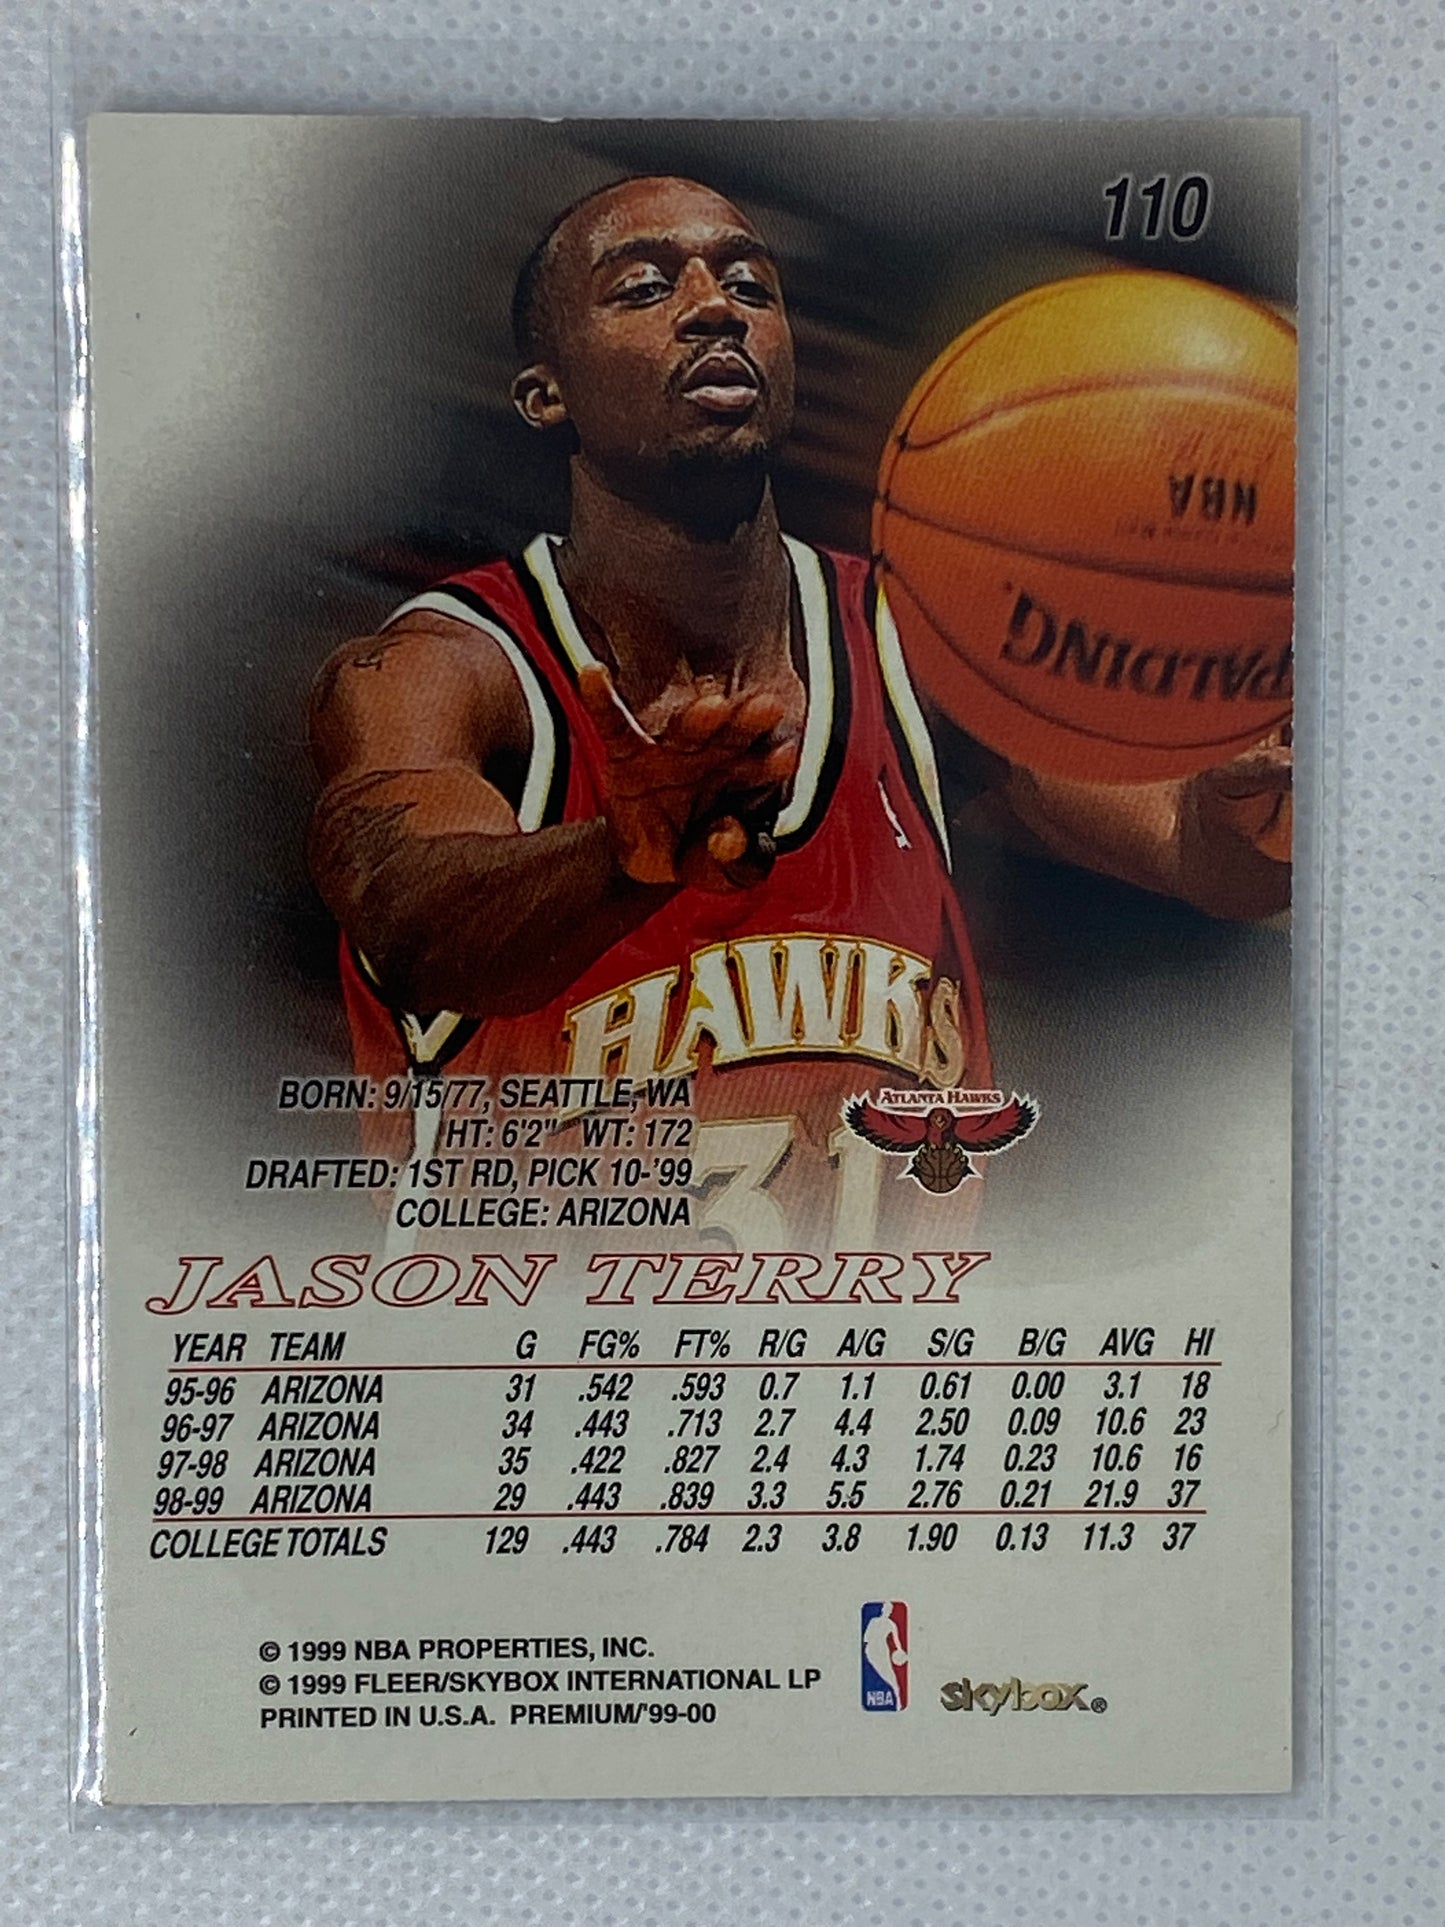 110
NBA
SPALDING
HAWKS
31
BORN: 9/15/77, SEATTLE, WA
HT: 6'2" WT: 172
DRAFTED: 1ST RD, PICK 10-'99
COLLEGE: ARIZONA
ATLANTA HAWKS
JASON TERRY
YEAR TEAM G FG% FT% R/G A/G S/G B/G AVG HI
95-96 ARIZONA 31 .542 .593 0.7 1.1 0.61 0.00 3.1 18
96-97 ARIZONA 34 .443 .713 2.7 4.4 2.50 0.09 10.6 23
97-98 ARIZONA 35 .422 .827 2.4 4.3 1.74 0.23 10.6 16
98-99 ARIZONA 29 .443 .839 3.3 5.5 2.76 0.21 21.9 37
COLLEGE TOTALS 129 .443 .784 2.3 3.8 1.90 0.13 11.3 37
© 1999 NBA PROPERTIES, INC.
© 1999 FLEER/SKYBOX INTERNATIONAL LP
PRINTED IN U.S.A. PREMIUM/'99-00
NBA
skybox®